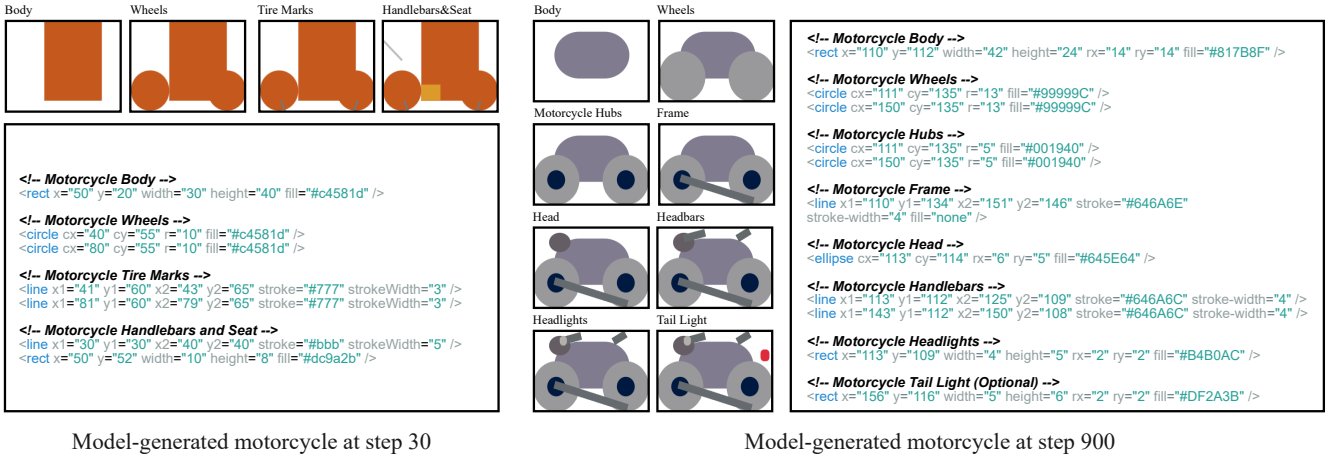 Body
Wheels
Tire Marks
Handlebars&Seat
<!-- Motorcycle Body -->
<rect x="50" y="20" width="30" height="40" fill="#c4581d" />
<!-- Motorcycle Wheels -->
<circle cx="40" cy="55" r="10" fill="#c4581d" />
<circle cx="80" cy="55" r="10" fill="#c4581d" />
<!-- Motorcycle Tire Marks -->
<line x1="41" y1="60" x2="43" y2="65" stroke="#777" strokeWidth="3" />
<line x1="81" y1="60" x2="79" y2="65" stroke="#777" strokeWidth="3" />
<!-- Motorcycle Handlebars and Seat -->
<line x1="30" y1="30" x2="40" y2="40" stroke="#bbb" strokeWidth="5" />
<rect x="50" y="52" width="10" height="8" fill="#dc9a2b" />
Model-generated motorcycle at step 30
Body
Wheels
Motorcycle Hubs
Frame
Head
Headbars
Headlights
Tail Light
<!-- Motorcycle Body -->
<rect x="110" y="112" width="42" height="24" rx="14" ry="14" fill="#817B8F" />
<!-- Motorcycle Wheels -->
<circle cx="111" cy="135" r="13" fill="#99999C" />
<circle cx="150" cy="135" r="13" fill="#99999C" />
<!-- Motorcycle Hubs -->
<circle cx="111" cy="135" r="5" fill="#001940" />
<circle cx="150" cy="135" r="5" fill="#001940" />
<!-- Motorcycle Frame -->
<line x1="110" y1="134" x2="151" y2="146" stroke="#646A6E"
stroke-width="4" fill="none" />
<!-- Motorcycle Head -->
<ellipse cx="113" cy="114" rx="6" ry="5" fill="#645E64" />
<!-- Motorcycle Handlebars -->
<line x1="113" y1="112" x2="125" y2="109" stroke="#646A6C" stroke-width="4" />
<line x1="143" y1="112" x2="150" y2="108" stroke="#646A6C" stroke-width="4" />
<!-- Motorcycle Headlights -->
<rect x="113" y="109" width="4" height="5" rx="2" ry="2" fill="#B4B0AC" />
<!-- Motorcycle Tail Light (Optional) -->
<rect x="156" y="116" width="5" height="6" rx="2" ry="2" fill="#DF2A3B" />
Model-generated motorcycle at step 900